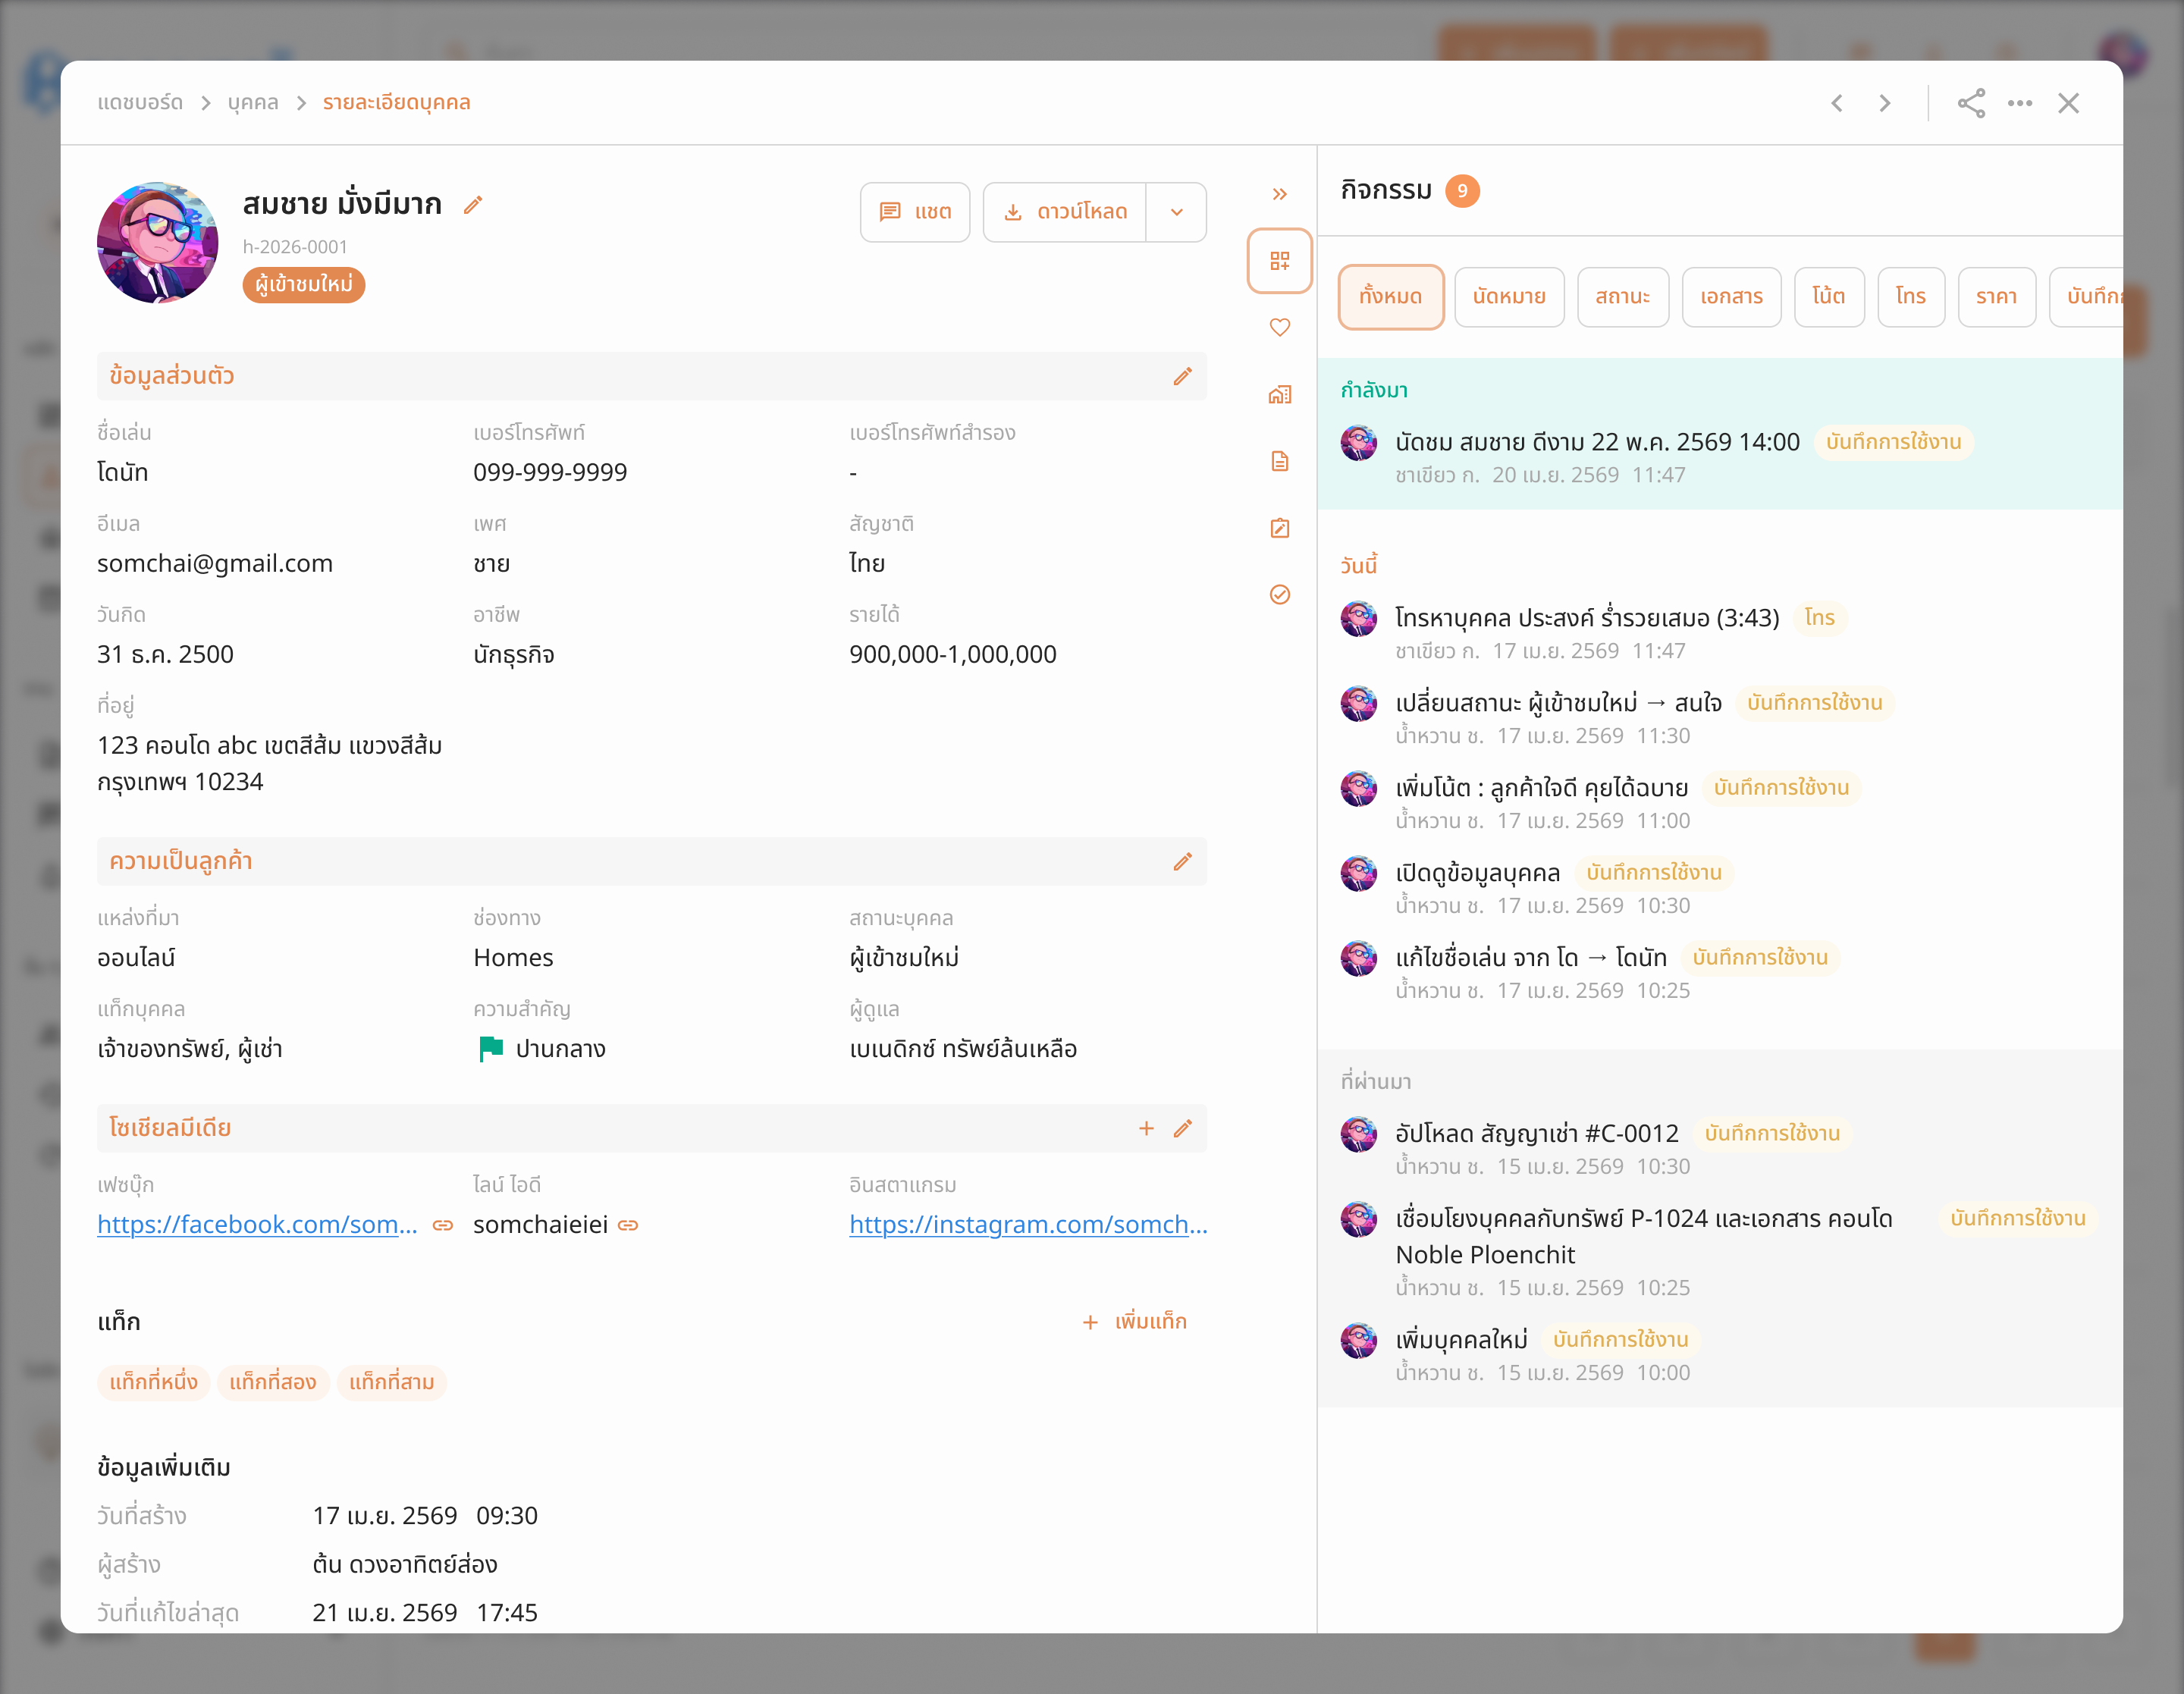 แดชบอร์ด > บุคคล > รายละเอียดบุคคล
สมชาย มั่งมีมาก
h-2026-0001
ผู้เข้าชมใหม่
แชต
ดาวน์โหลด
ข้อมูลส่วนตัว
ชื่อเล่น เบอร์โทรศัพท์ เบอร์โทรศัพท์สำรอง
โดนัท 099-999-9999 -
อีเมล เพศ สัญชาติ
somchai@gmail.com ชาย ไทย
วันกิด อาชีพ รายได้
31 ธ.ค. 2500 นักธุรกิจ 900,000-1,000,000
ที่อยู่
123 คอนโด abc เขตสีส้ม แขวงสีส้ม
กรุงเทพฯ 10234
ความเป็นลูกค้า
แหล่งที่มา ช่องทาง สถานะบุคคล
ออนไลน์ Homes ผู้เข้าชมใหม่
แท็กบุคคล ความสำคัญ ผู้ดูแล
เจ้าของทรัพย์, ผู้เช่า ปานกลาง เบเนดิกซ์ ทรัพย์ล้นเหลือ
โซเชียลมีเดีย
เฟซบุ๊ก ไลน์ ไอดี อินสตาแกรม
https://facebook.com/som... somchaieiei https://instagram.com/somch...
แท็ก
+ เพิ่มแท็ก
แท็กที่หนึ่ง แท็กที่สอง แท็กที่สาม
ข้อมูลเพิ่มเติม
วันที่สร้าง 17 เม.ย. 2569 09:30
ผู้สร้าง ต้น ดวงอาทิตย์ส่อง
วันที่แก้ไขล่าสุด 21 เม.ย. 2569 17:45
กิจกรรม 9
ทั้งหมด นัดหมาย สถานะ เอกสาร โน้ต โทร ราคา บันทึก
กำลังมา
นัดชม สมชาย ดีงาม 22 พ.ค. 2569 14:00 บันทึกการใช้งาน
ชาเขียว ก. 20 เม.ย. 2569 11:47
วันนี้
โทรหาบุคคล ประสงค์ ร่ำรวยเสมอ (3:43) โทร
ชาเขียว ก. 17 เม.ย. 2569 11:47
เปลี่ยนสถานะ ผู้เข้าชมใหม่ → สนใจ บันทึกการใช้งาน
น้ำหวาน ช. 17 เม.ย. 2569 11:30
เพิ่มโน้ต : ลูกค้าใจดี คุยได้ฉบาย บันทึกการใช้งาน
น้ำหวาน ช. 17 เม.ย. 2569 11:00
เปิดดูข้อมูลบุคคล บันทึกการใช้งาน
น้ำหวาน ช. 17 เม.ย. 2569 10:30
แก้ไขชื่อเล่น จาก โด → โดนัท บันทึกการใช้งาน
น้ำหวาน ช. 17 เม.ย. 2569 10:25
ที่ผ่านมา
อัปโหลด สัญญาเช่า #C-0012 บันทึกการใช้งาน
น้ำหวาน ช. 15 เม.ย. 2569 10:30
เชื่อมโยงบุคคลกับทรัพย์ P-1024 และเอกสาร คอนโด บันทึกการใช้งาน
Noble Ploenchit
น้ำหวาน ช. 15 เม.ย. 2569 10:25
เพิ่มบุคคลใหม่ บันทึกการใช้งาน
น้ำหวาน ช. 15 เม.ย. 2569 10:00